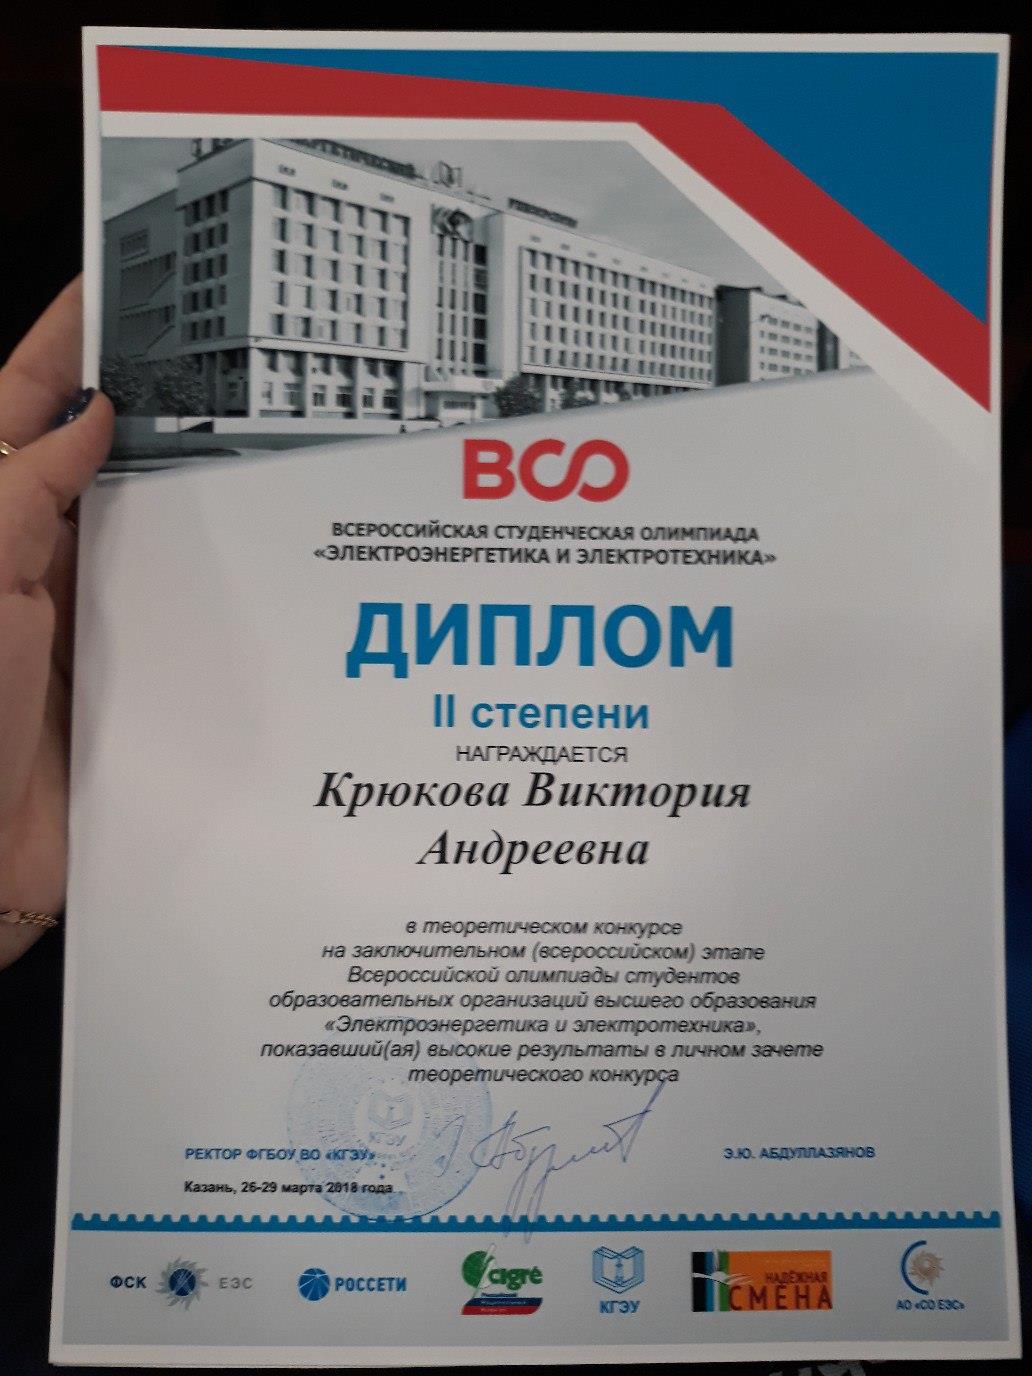 ВСО
ВСЕРОССИЙСКАЯ СТУДЕНЧЕСКАЯ ОЛИМПИАДА
«ЭЛЕКТРОЭНЕРГЕТИКА И ЭЛЕКТРОТЕХНИКА»
ДИПЛОМ
II степени
НАГРАЖДАЕТСЯ
Крюкова Виктория
Андреевна
в теоретическом конкурсе
на заключительном (всероссийском) этапе
Всероссийской олимпиады студентов
образовательных организаций высшего образования
«Электроэнергетика и электротехника»,
показавший(ая) высокие результаты в личном зачете
теоретического конкурса
КГЭУ
РЕКТОР ФГБОУ ВО «КГЭУ» Э.Ю. АБДУЛЛАЗЯНОВ
Казань, 26-29 марта 2018 года
ФСК ЕЭС
РОССЕТИ
cigré
КГЭУ
НАДЁЖНАЯ
СМЕНА
АО «СО ЕЭС»